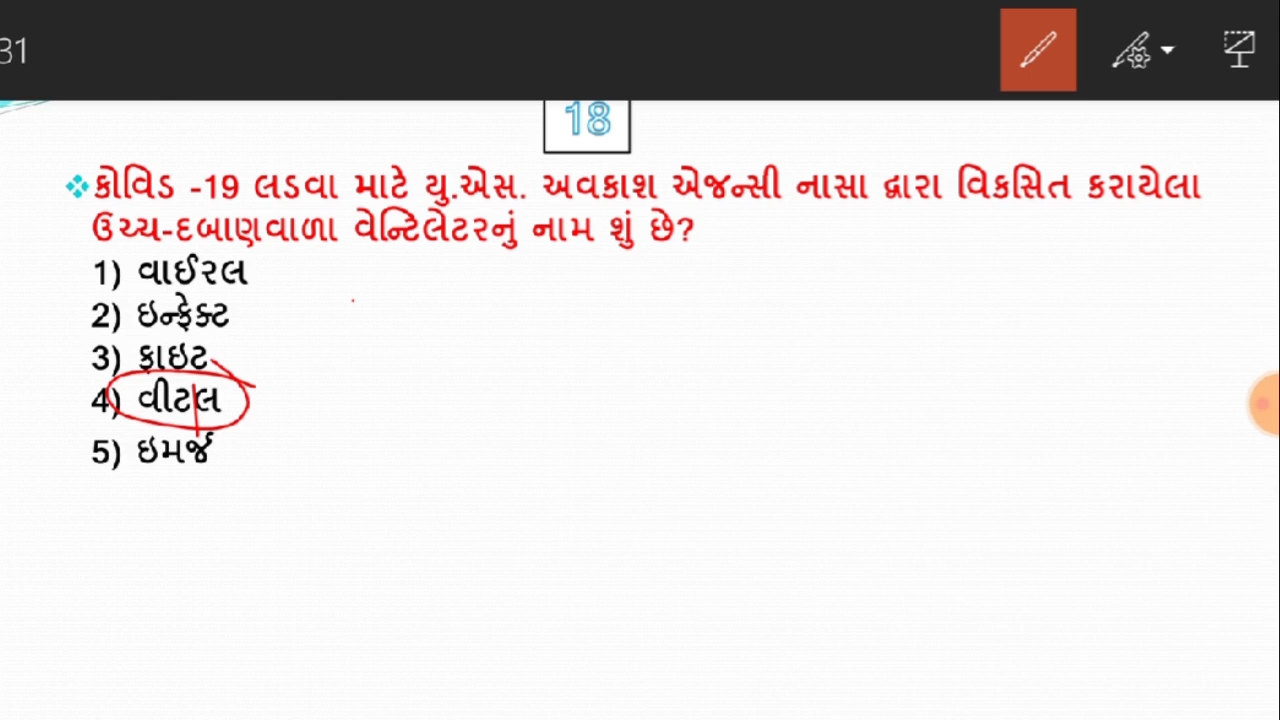 31
18
કોવિડ -19 લડવા માટે યુ.એસ. અવકાશ એજન્સી નાસા દ્વારા વિકસિત કરાયેલા
ઉચ્ચ-દબાણવાળા વેન્ટિલેટરનું નામ શું છે?
1) વાઈરલ
2) ઇન્ફેક્ટ
3) ફાઇટ
4) વીટલ
5) ઇમર્જ